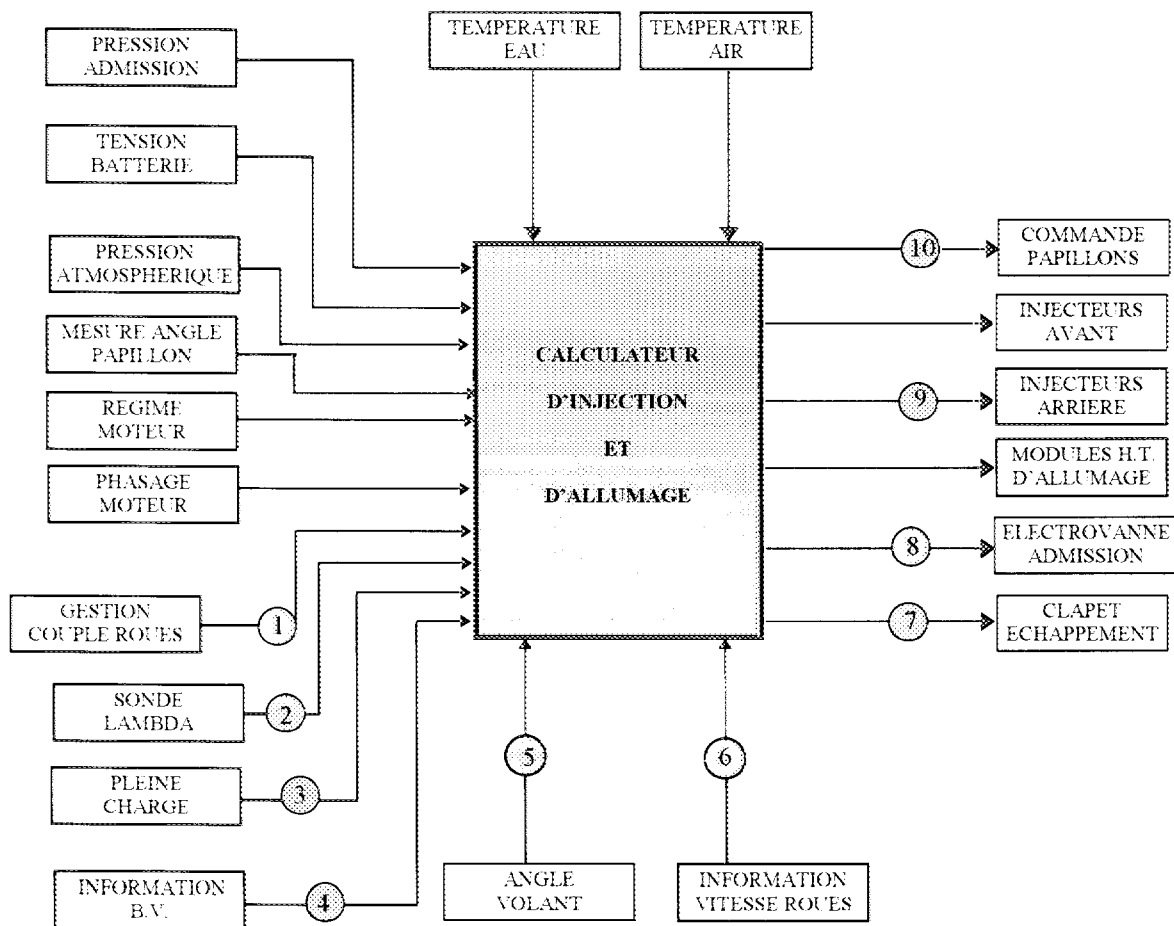 TEMPERATURE
EAU
TEMPERATURE
AIR
PRESSION
ADMISSION
TENSION
BATTERIE
PRESSION
ATMOSPHERIQUE
MESURE ANGLE
PAPILLON
REGIME
MOTEUR
PHASAGE
MOTEUR
GESTION
COUPLE ROUES
1
SONDE
LAMBDA
2
PLEINE
CHARGE
3
INFORMATION
B.V.
4
CALCULATEUR
D'INJECTION
ET
D'ALLUMAGE
5
ANGLE
VOLANT
6
INFORMATION
VITESSE ROUES
10
COMMANDE
PAPILLONS
INJECTEURS
AVANT
9
INJECTEURS
ARRIERE
MODULES H.T.
D'ALLUMAGE
8
ELECTROVANNE
ADMISSION
7
CLAPET
ECHAPPEMENT